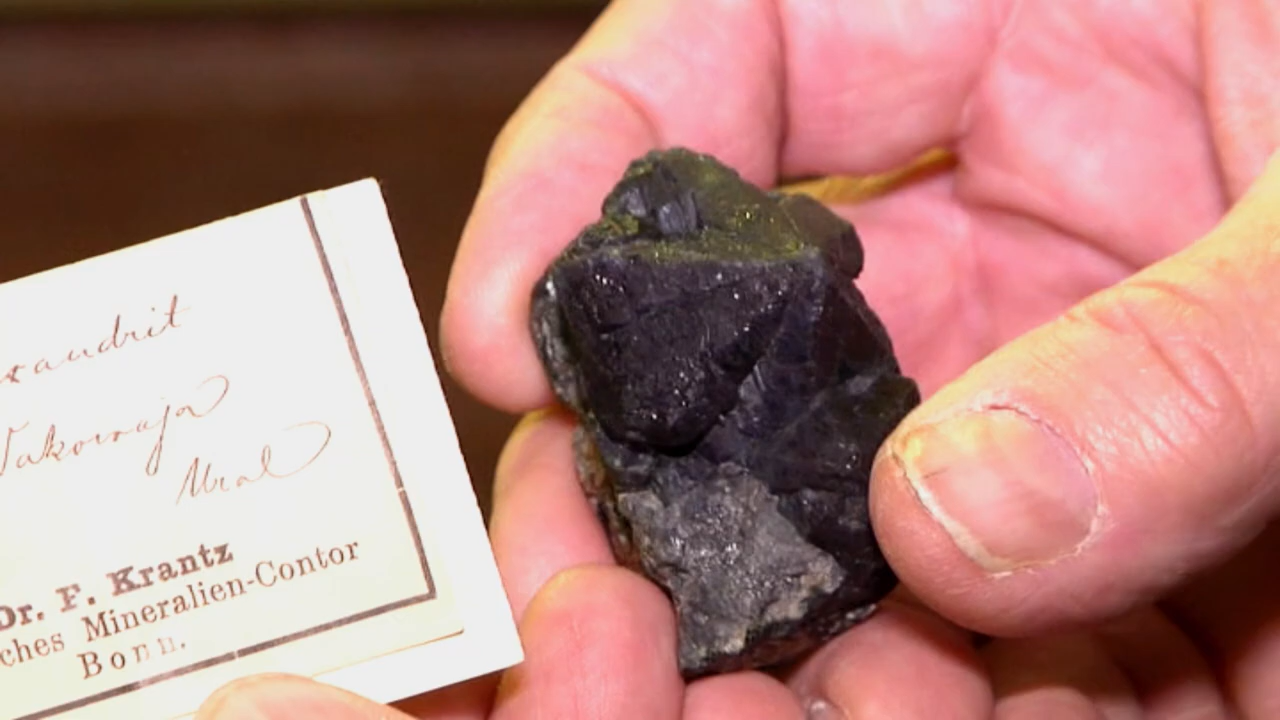 xandrit
Takowaja
Ural
Dr. F. Krantz
ches Mineralien-Contor
Bonn.